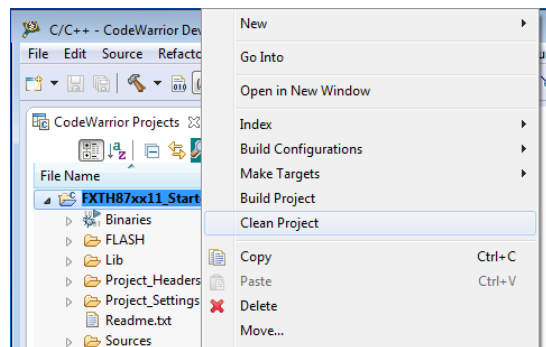 C/C++ - CodeWarrior Dev
File Edit Source Refacto
CodeWarrior Projects
File Name
FXTH87xx11_Start
Binaries
FLASH
Lib
Project_Headers
Project_Settings
Readme.txt
Sources
New
Go Into
Open in New Window
Index
Build Configurations
Make Targets
Build Project
Clean Project
Copy Ctrl+C
Paste Ctrl+V
Delete
Move...